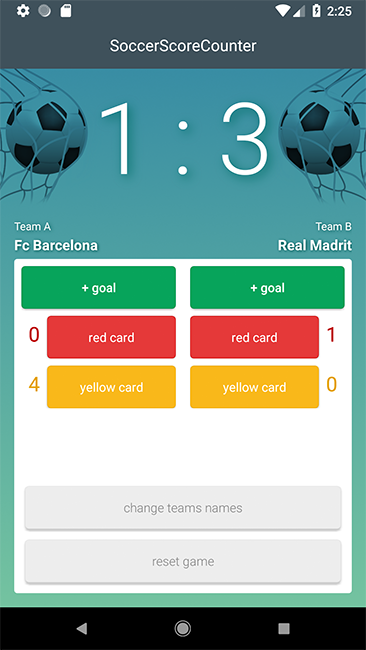 2:25
SoccerScoreCounter
1 : 3
Team A Team B
Fc Barcelona Real Madrit
+ goal + goal
0 red card red card 1
4 yellow card yellow card 0
change teams names
reset game